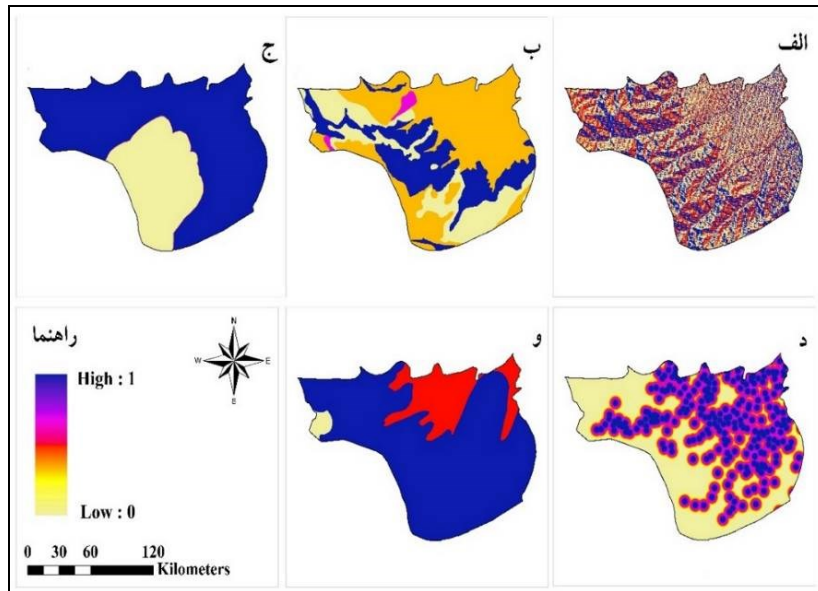 الف
ب
ج
د
و
راهنما
N
W E
S
High : 1
Low : 0
0 30 60 120
Kilometers